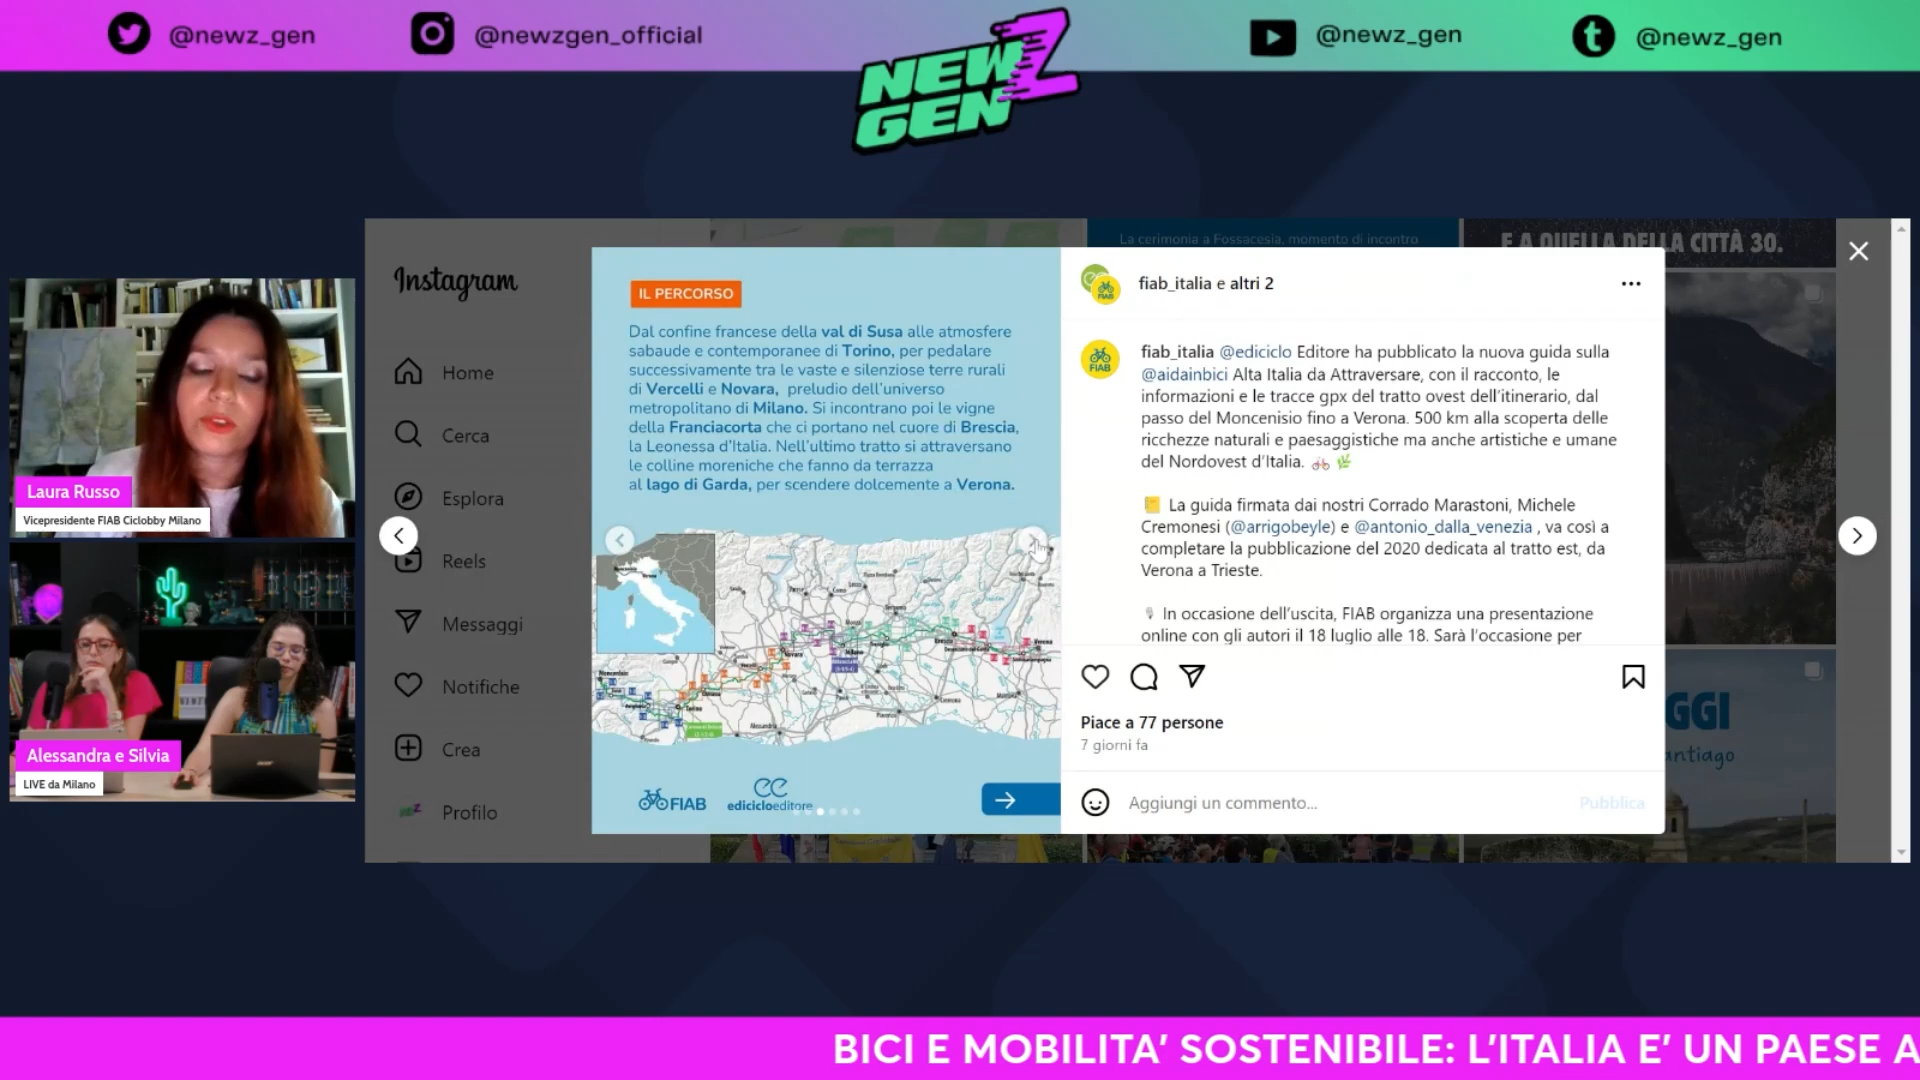 @newz_gen
@newzgen_official
NEWZ
GEN
@newz_gen
@newz_gen
Instagram
Home
Cerca
Esplora
Reels
Messaggi
Notifiche
Crea
Profilo
Laura Russo
Vicepresidente FIAB Ciclobby Milano
Alessandra e Silvia
LIVE da Milano
La cerimonia a Fossacesia, momento di incontro
E A QUELLA DELLA CITTÀ 30.
IL PERCORSO
Dal confine francese della val di Susa alle atmosfere
sabaude e contemporanee di Torino, per pedalare
successivamente tra le vaste e silenziose terre rurali
di Vercelli e Novara, preludio dell'universo
metropolitano di Milano. Si incontrano poi le vigne
della Franciacorta che ci portano nel cuore di Brescia,
la Leonessa d'Italia. Nell'ultimo tratto si attraversano
le colline moreniche che fanno da terrazza
al lago di Garda, per scendere dolcemente a Verona.
Novara
Milano
Brescia
Verona
Torino
Alessandria
FIAB
ediciclo editore
fiab_italia e altri 2
FIAB
fiab_italia @ediciclo Editore ha pubblicato la nuova guida sulla
@aidainbici Alta Italia da Attraversare, con il racconto, le
informazioni e le tracce gpx del tratto ovest dell'itinerario, dal
passo del Moncenisio fino a Verona. 500 km alla scoperta delle
ricchezze naturali e paesaggistiche ma anche artistiche e umane
del Nordovest d'Italia. 🚲 🌿
📒 La guida firmata dai nostri Corrado Marastoni, Michele
Cremonesi (@arrigobeyle) e @antonio_dalla_venezia , va così a
completare la pubblicazione del 2020 dedicata al tratto est, da
Verona a Trieste.
🎙 In occasione dell'uscita, FIAB organizza una presentazione
online con gli autori il 18 luglio alle 18. Sarà l'occasione per
Piace a 77 persone
7 giorni fa
Aggiungi un commento...
Pubblica
GGI
antiago
BICI E MOBILITA' SOSTENIBILE: L'ITALIA E' UN PAESE A